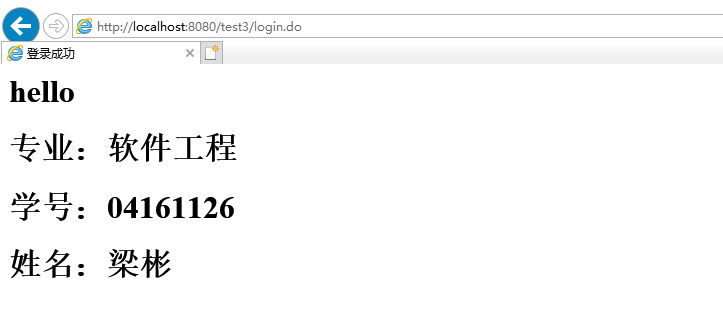 http://localhost:8080/test3/login.do
登录成功
hello
专业：软件工程
学号：04161126
姓名：梁彬